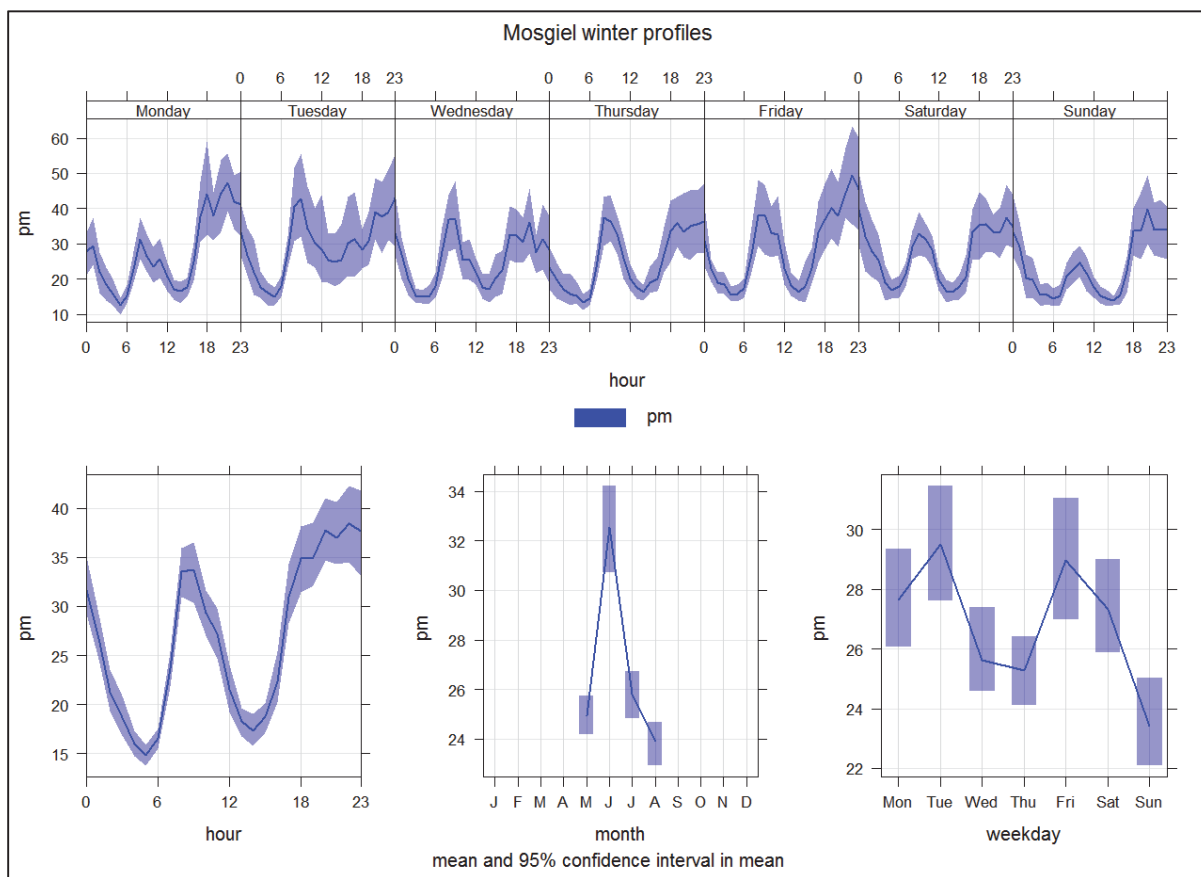 Mosgiel winter profiles
0 6 12 18 23 0 6 12 18 23 0 6 12 18 23
Monday Tuesday Wednesday Thursday Friday Saturday Sunday
60
50
40
30
20
10
pm
0 6 12 18 23 0 6 12 18 23 0 6 12 18 23 0 6 12 18 23
hour
pm
40
35
30
25
20
15
pm
0 6 12 18 23
hour
34
32
30
28
26
24
pm
J F M A M J J A S O N D
month
30
28
26
24
22
pm
Mon Tue Wed Thu Fri Sat Sun
weekday
mean and 95% confidence interval in mean